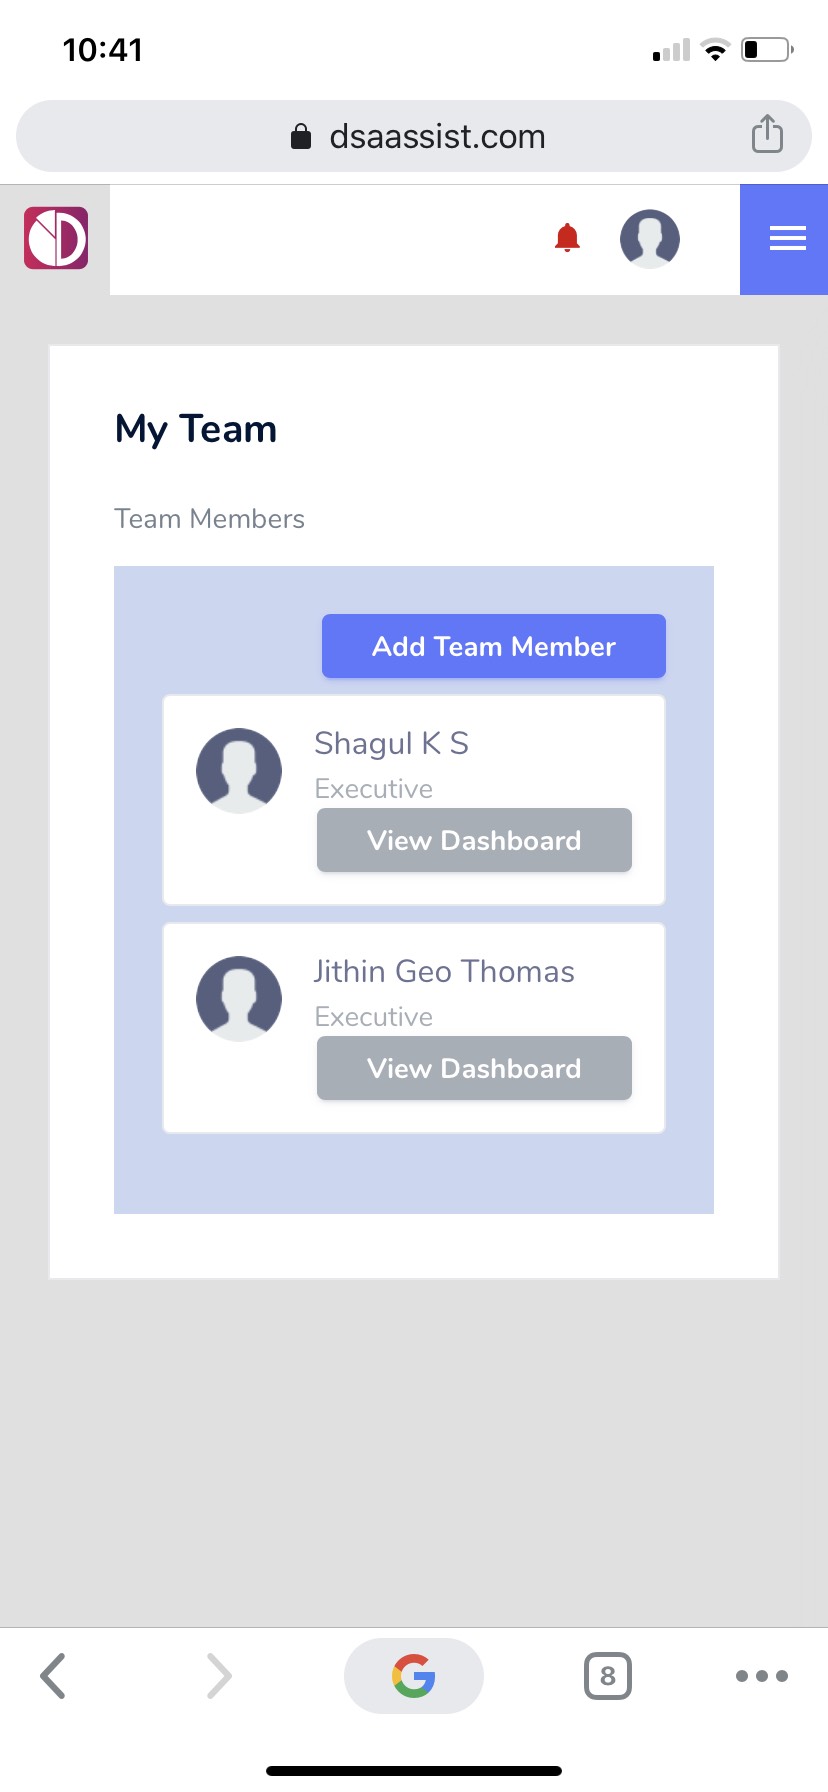 10:41
dsaassist.com
My Team
Team Members
Add Team Member
Shagul K S
Executive
View Dashboard
Jithin Geo Thomas
Executive
View Dashboard
8